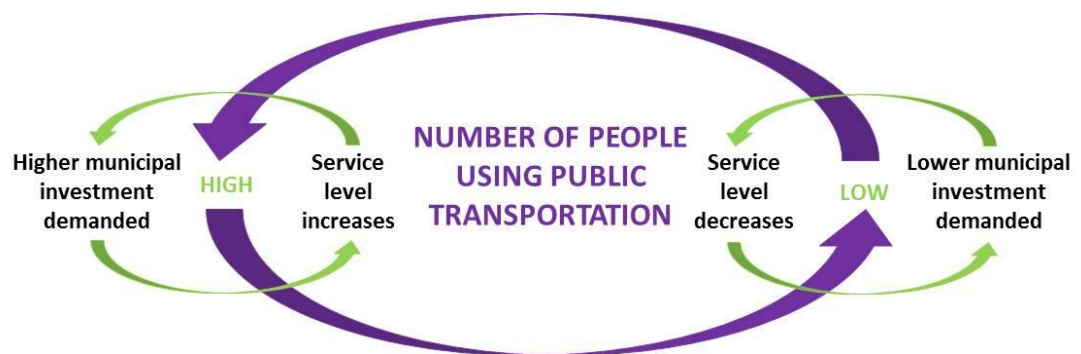 Higher municipal
investment
demanded
HIGH
Service
level
increases
NUMBER OF PEOPLE
USING PUBLIC
TRANSPORTATION
Service
level
decreases
LOW
Lower municipal
investment
demanded